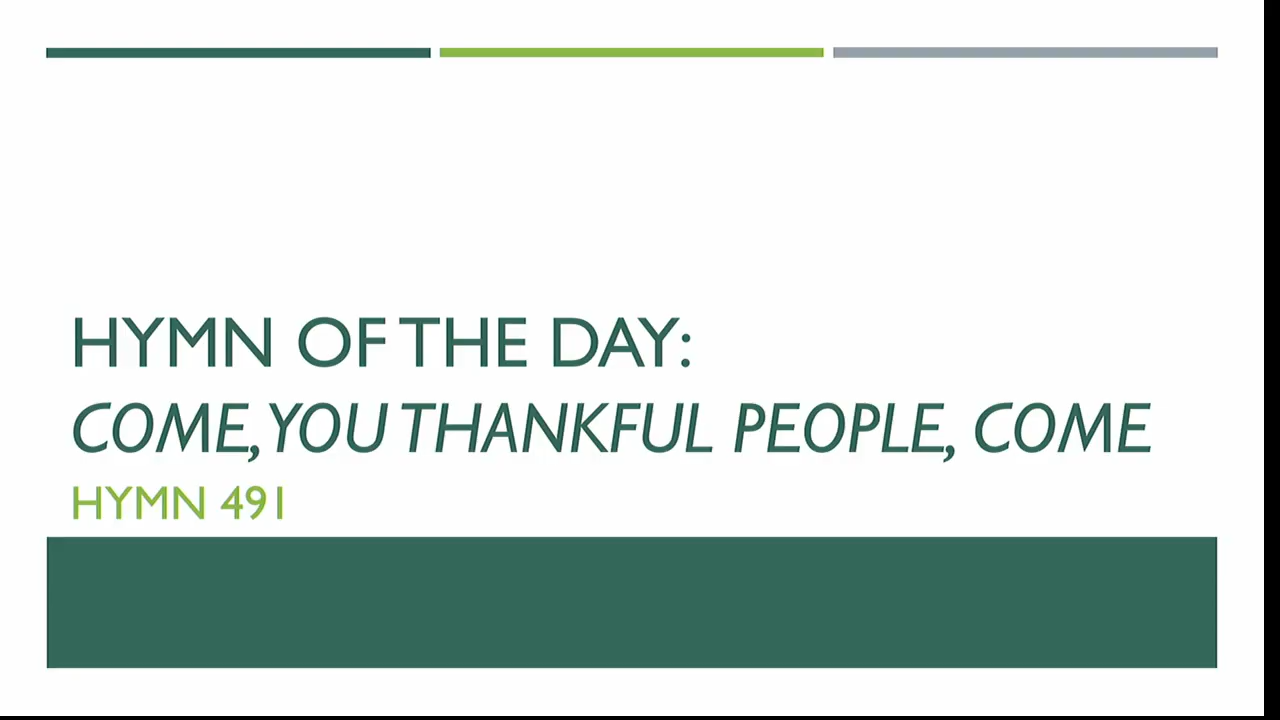 HYMN OF THE DAY:
COME, YOU THANKFUL PEOPLE, COME
HYMN 491